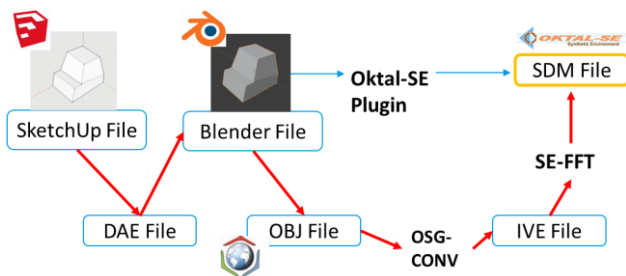 OKTAL-SE
Synthetic Environment
Oktal-SE
Plugin
SDM File
SketchUp File
Blender File
SE-FFT
DAE File
OBJ File
OSG-
CONV
IVE File